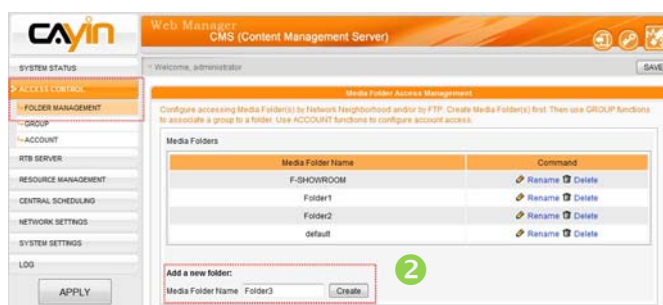 CAYIN
Web Manager
CMS (Content Management Server)
SYSTEM STATUS
Welcome, administrator
SAVE
ACCESS CONTROL
FOLDER MANAGEMENT
GROUP
ACCOUNT
RTB SERVER
RESOURCE MANAGEMENT
CENTRAL SCHEDULING
NETWORK SETTINGS
SYSTEM SETTINGS
LOG
APPLY
Media Folder Access Management
Configure accessing Media Folder(s) by Network Neighborhood and/or by FTP. Create Media Folder(s) first. Then use GROUP functions
to associate a group to a folder. Use ACCOUNT functions to configure account access.
Media Folders
Media Folder Name Command
F-SHOWROOM Rename Delete
Folder1 Rename Delete
Folder2 Rename Delete
default Rename Delete
Add a new folder:
Media Folder Name Folder3 Create
2